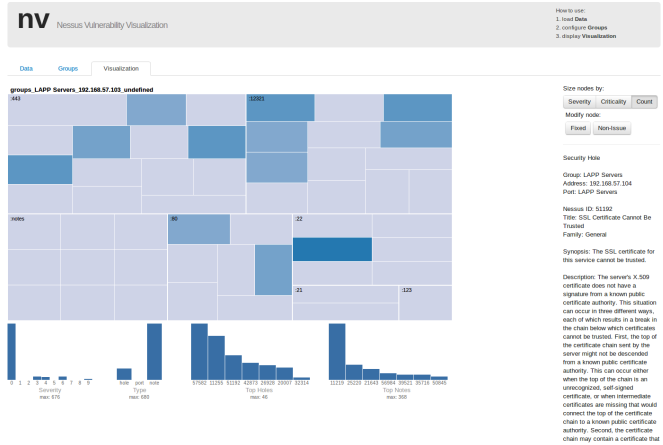 nv Nessus Vulnerability Visualization
How to use:
1. load Data
2. configure Groups
3. display Visualization
Data Groups Visualization
groups_LAPP Servers_192.168.57.103_undefined
:443 :12321
:notes :80 :22
:21 :123
0 1 2 3 4 5 6 7 8 9
Severity
max: 676
hole port note
Type
max: 680
57582 11255 51192 42873 26928 20007 32314
Top Holes
max: 46
11219 25220 21643 56984 39521 35716 50845
Top Notes
max: 368
Size nodes by:
Severity Criticality Count
Modify node:
Fixed Non-Issue
Security Hole
Group: LAPP Servers
Address: 192.168.57.104
Port: LAPP Servers
Nessus ID: 51192
Title: SSL Certificate Cannot Be
Trusted
Family: General
Synopsis: The SSL certificate for
this service cannot be trusted.
Description: The server's X.509
certificate does not have a
signature from a known public
certificate authority. This situation
can occur in three different ways,
each of which results in a break in
the chain below which certificates
cannot be trusted. First, the top of
the certificate chain sent by the
server might not be descended
from a known public certificate
authority. This can occur either
when the top of the chain is an
unrecognized, self-signed
certificate, or when intermediate
certificates are missing that would
connect the top of the certificate
chain to a known public certificate
authority. Second, the certificate
chain may contain a certificate that